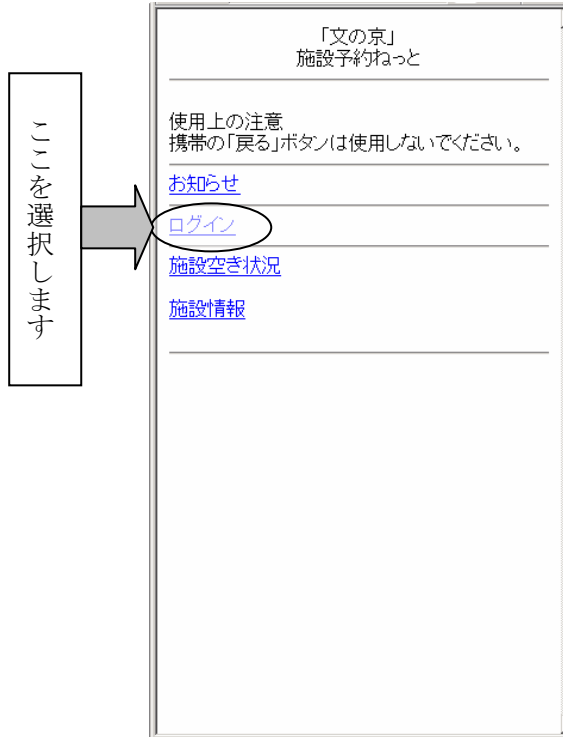 「文の京」
施設予約ねっと
使用上の注意
携帯の「戻る」ボタンは使用しないでください。
お知らせ
ここを選択します
ログイン
施設空き状況
施設情報